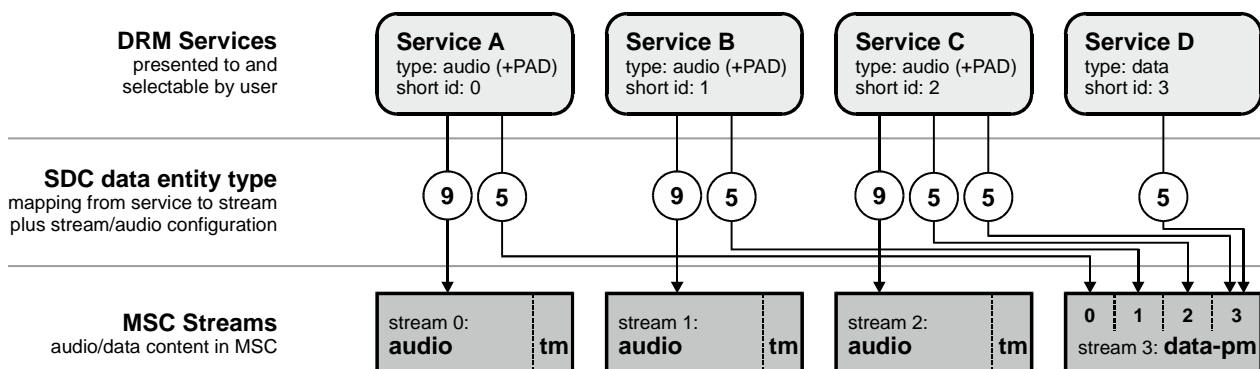 DRM Services
presented to and
selectable by user
Service A
type: audio (+PAD)
short id: 0
Service B
type: audio (+PAD)
short id: 1
Service C
type: audio (+PAD)
short id: 2
Service D
type: data
short id: 3
SDC data entity type
mapping from service to stream
plus stream/audio configuration
9 5 9 5 9 5 5 5
MSC Streams
audio/data content in MSC
stream 0:
audio tm
stream 1:
audio tm
stream 2:
audio tm
0 1 2 3
stream 3: data-pm